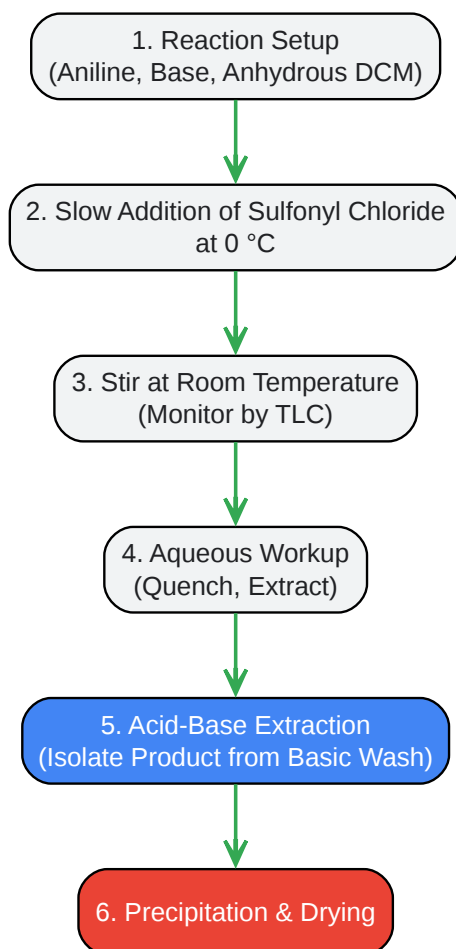 1. Reaction Setup
(Aniline, Base, Anhydrous DCM)
2. Slow Addition of Sulfonyl Chloride
at 0 °C
3. Stir at Room Temperature
(Monitor by TLC)
4. Aqueous Workup
(Quench, Extract)
5. Acid-Base Extraction
(Isolate Product from Basic Wash)
6. Precipitation & Drying